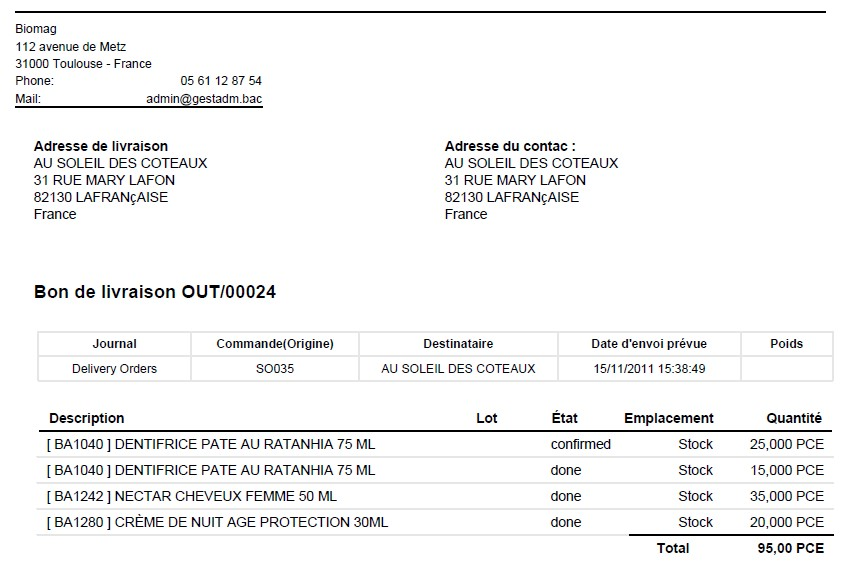 Biomag
112 avenue de Metz
31000 Toulouse - France
Phone: 05 61 12 87 54
Mail: admin@gestadm.bac
Adresse de livraison
AU SOLEIL DES COTEAUX
31 RUE MARY LAFON
82130 LAFRANçAISE
France
Adresse du contac :
AU SOLEIL DES COTEAUX
31 RUE MARY LAFON
82130 LAFRANçAISE
France
Bon de livraison OUT/00024
Journal Commande(Origine) Destinataire Date d'envoi prévue Poids
Delivery Orders SO035 AU SOLEIL DES COTEAUX 15/11/2011 15:38:49
Description Lot État Emplacement Quantité
[ BA1040 ] DENTIFRICE PATE AU RATANHIA 75 ML confirmed Stock 25,000 PCE
[ BA1040 ] DENTIFRICE PATE AU RATANHIA 75 ML done Stock 15,000 PCE
[ BA1242 ] NECTAR CHEVEUX FEMME 50 ML done Stock 35,000 PCE
[ BA1280 ] CRÈME DE NUIT AGE PROTECTION 30ML done Stock 20,000 PCE
Total 95,00 PCE